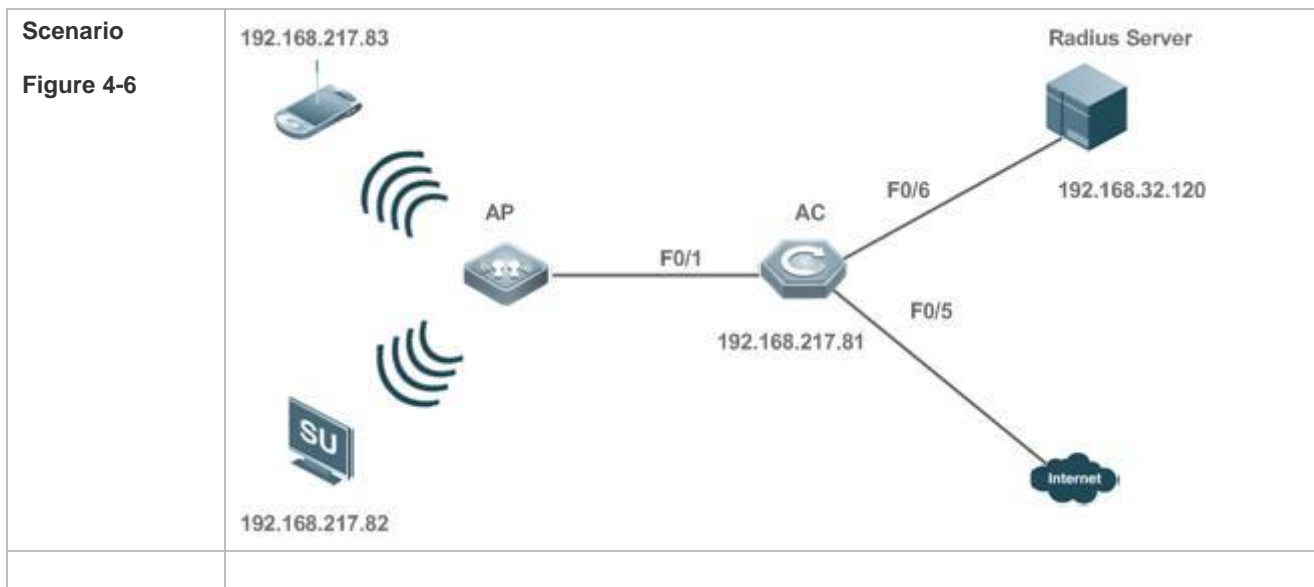 Scenario
Figure 4-6
192.168.217.83
Radius Server
F0/6
192.168.32.120
AP
AC
F0/1
F0/5
192.168.217.81
SU
Internet
192.168.217.82